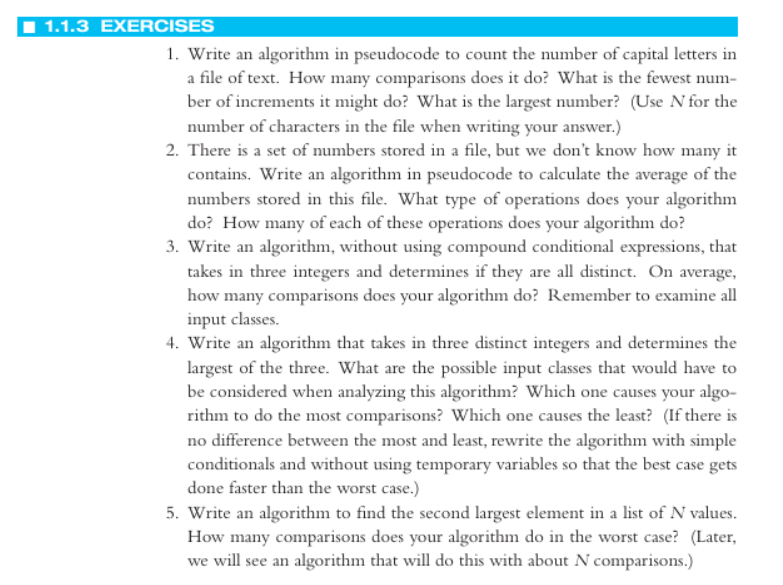 1.1.3 EXERCISES
1. Write an algorithm in pseudocode to count the number of capital letters in
a file of text. How many comparisons does it do? What is the fewest num-
ber of increments it might do? What is the largest number? (Use N for the
number of characters in the file when writing your answer.)
2. There is a set of numbers stored in a file, but we don't know how many it
contains. Write an algorithm in pseudocode to calculate the average of the
numbers stored in this file. What type of operations does your algorithm
do? How many of each of these operations does your algorithm do?
3. Write an algorithm, without using compound conditional expressions, that
takes in three integers and determines if they are all distinct. On average,
how many comparisons does your algorithm do? Remember to examine all
input classes.
4. Write an algorithm that takes in three distinct integers and determines the
largest of the three. What are the possible input classes that would have to
be considered when analyzing this algorithm? Which one causes your algo-
rithm to do the most comparisons? Which one causes the least? (If there is
no difference between the most and least, rewrite the algorithm with simple
conditionals and without using temporary variables so that the best case gets
done faster than the worst case.)
5. Write an algorithm to find the second largest element in a list of N values.
How many comparisons does your algorithm do in the worst case? (Later,
we will see an algorithm that will do this with about N comparisons.)